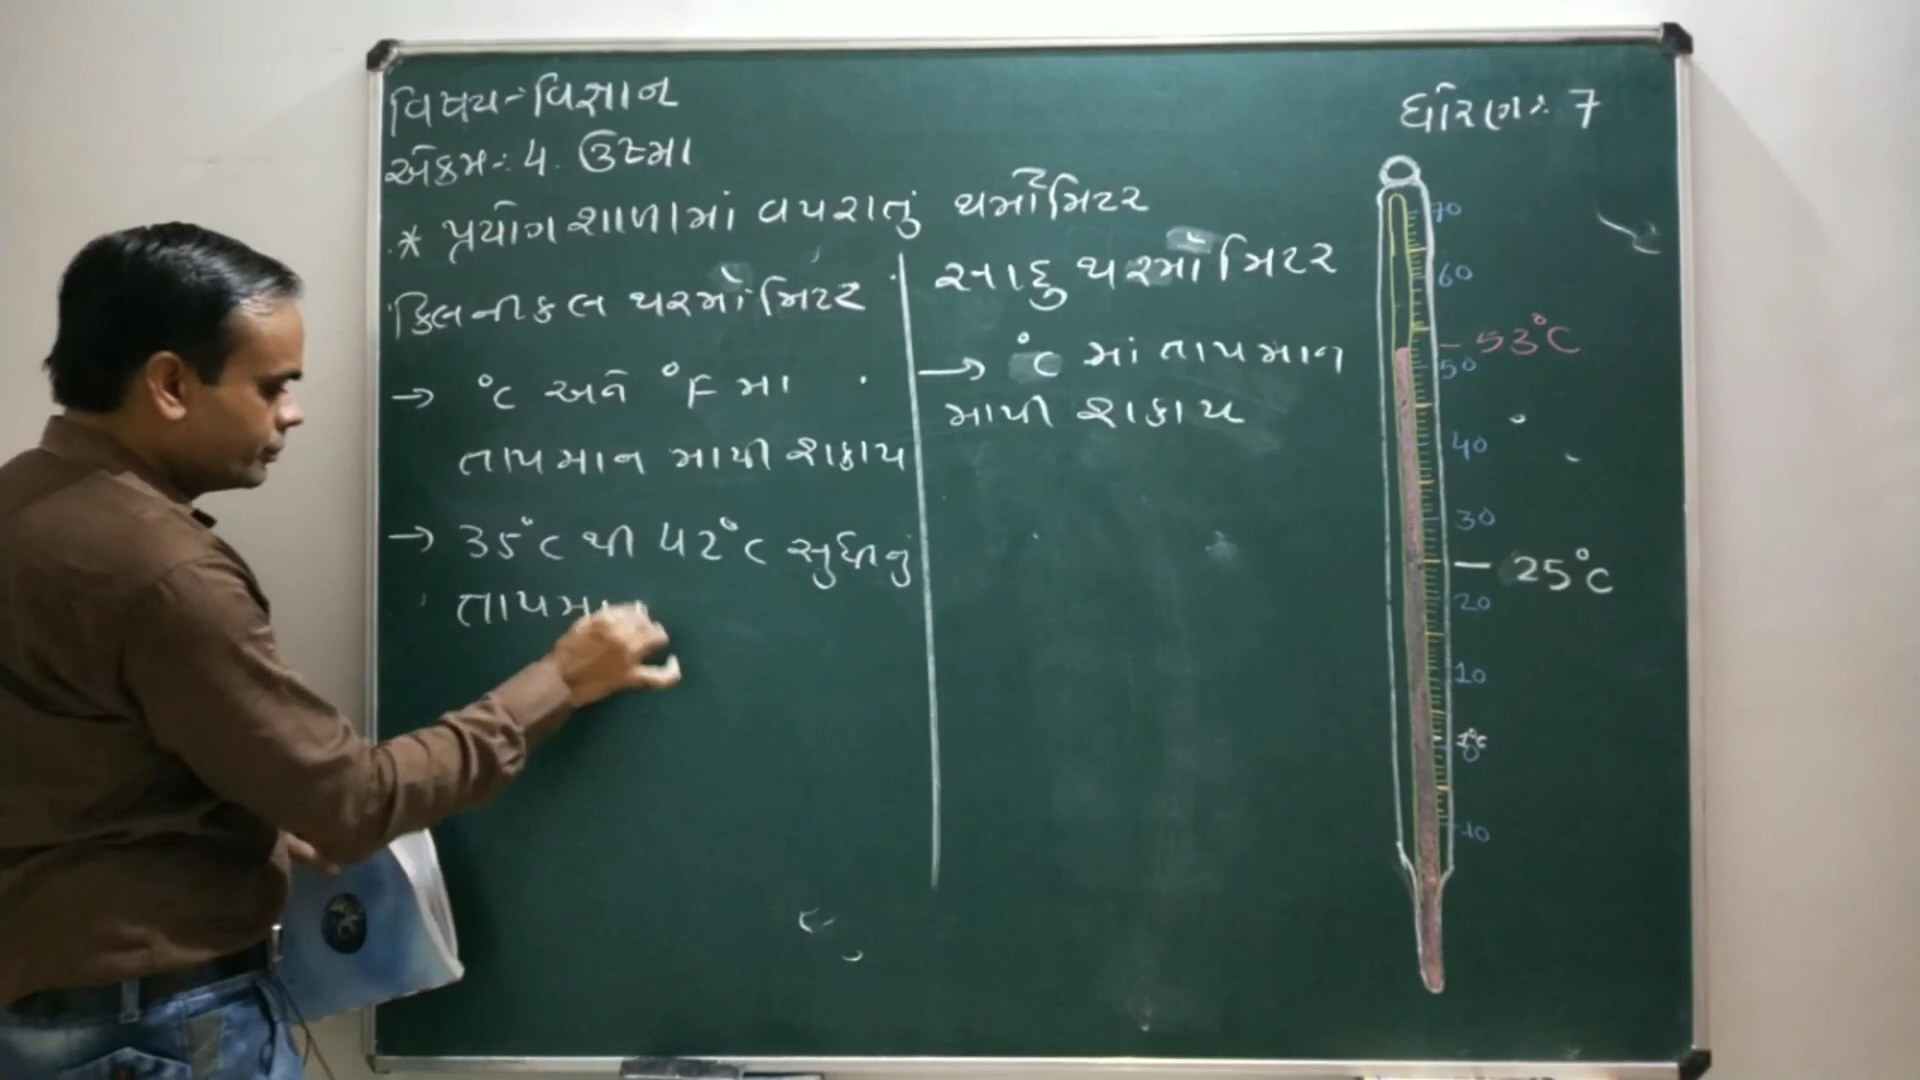 વિષય:- વિજ્ઞાન
ધોરણ: 7
એકમ:- 4. ઉષ્મા
* પ્રયોગશાળામાં વપરાતું થર્મોમિટર
ક્લિનીકલ થરમોમિટર
→ °C અને °F મા
તાપમાન માપી શકાય
→ 35°C થી 42°C સુધીનું
તાપમાન
સાદુ થરમોમિટર
→ °C માં તાપમાન
માપી શકાય
70
60
53°C
50
40
30
25°C
20
10
-10